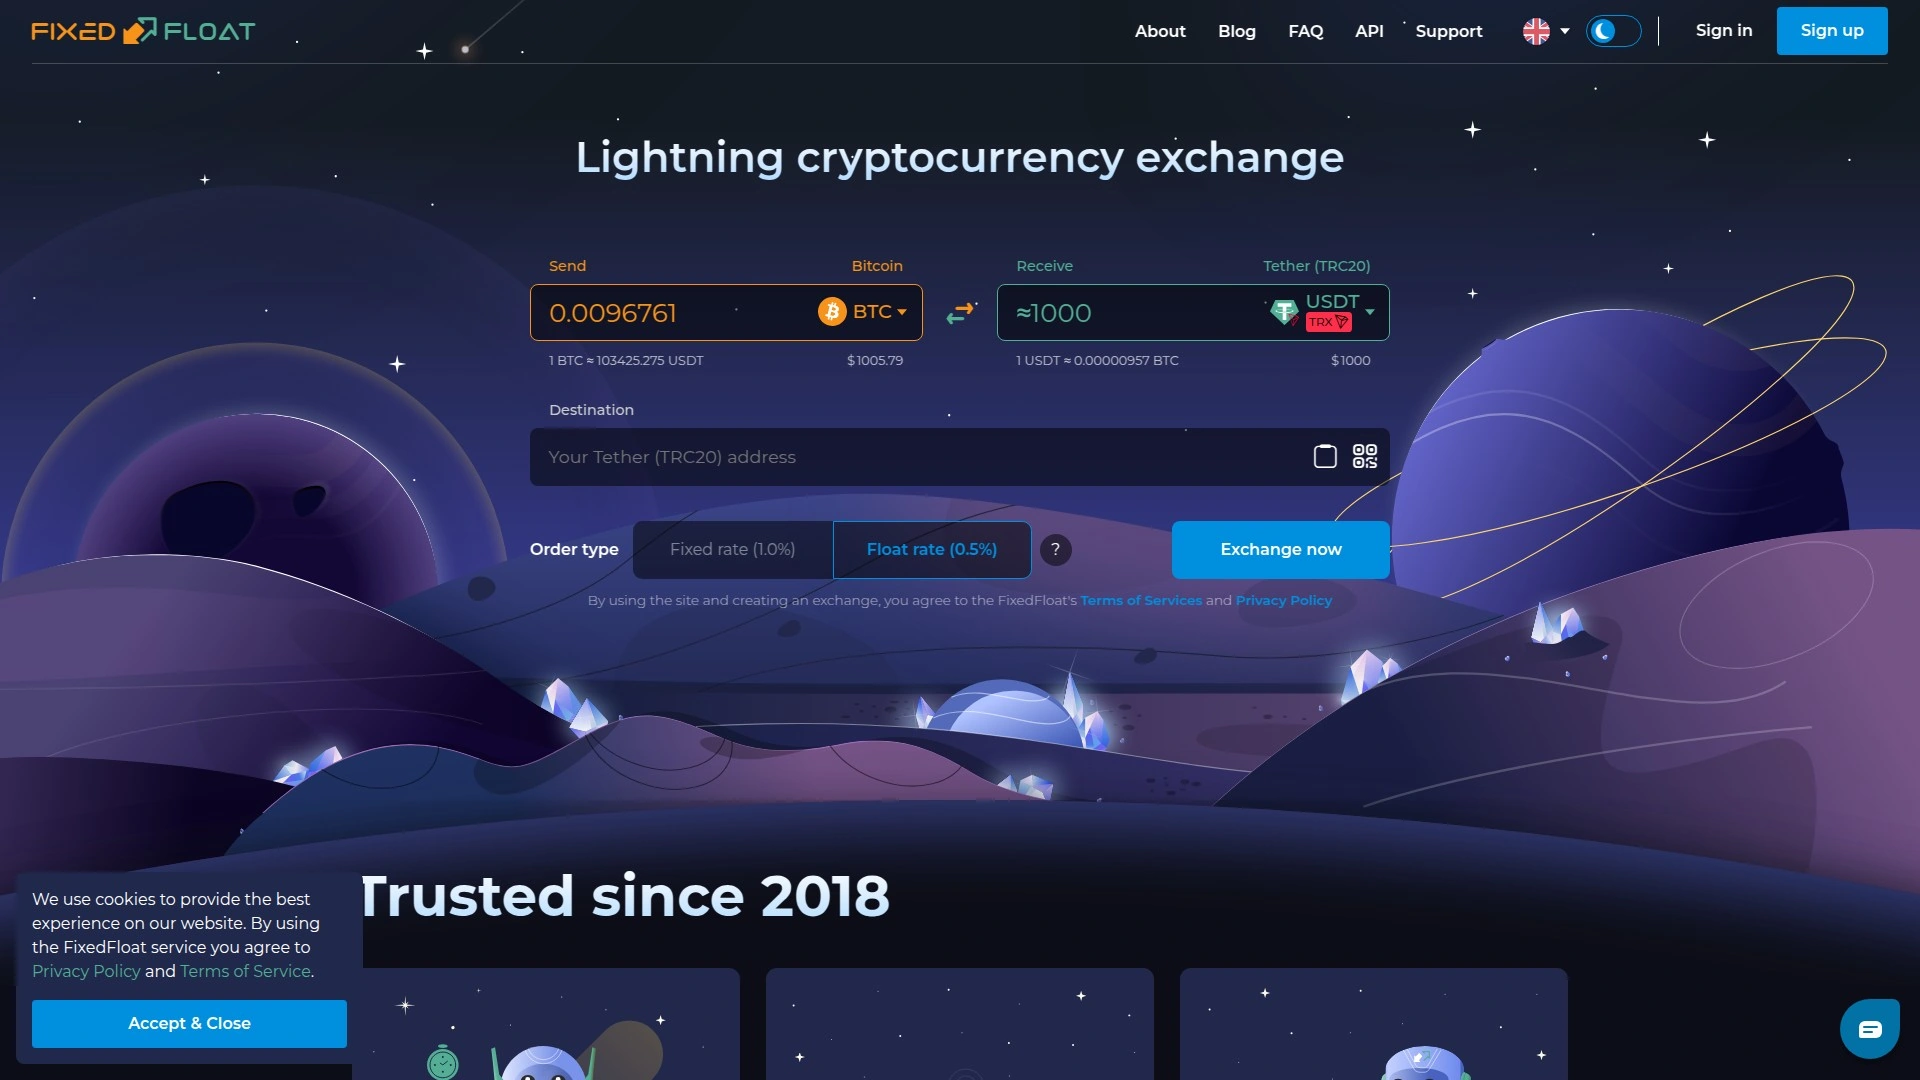 FIXED FLOAT
About
Blog
FAQ
API
Support
Sign in
Sign up
Lightning cryptocurrency exchange
Send
Bitcoin
0.0096761
BTC
1 BTC ≈ 103425.275 USDT
$1005.79
Receive
Tether (TRC20)
≈1000
USDT
TRX
1 USDT ≈ 0.00000957 BTC
$1000
Destination
Your Tether (TRC20) address
Order type
Fixed rate (1.0%)
Float rate (0.5%)
?
Exchange now
By using the site and creating an exchange, you agree to the FixedFloat's Terms of Services and Privacy Policy
Trusted since 2018
We use cookies to provide the best
experience on our website. By using
the FixedFloat service you agree to
Privacy Policy and Terms of Service.
Accept & Close